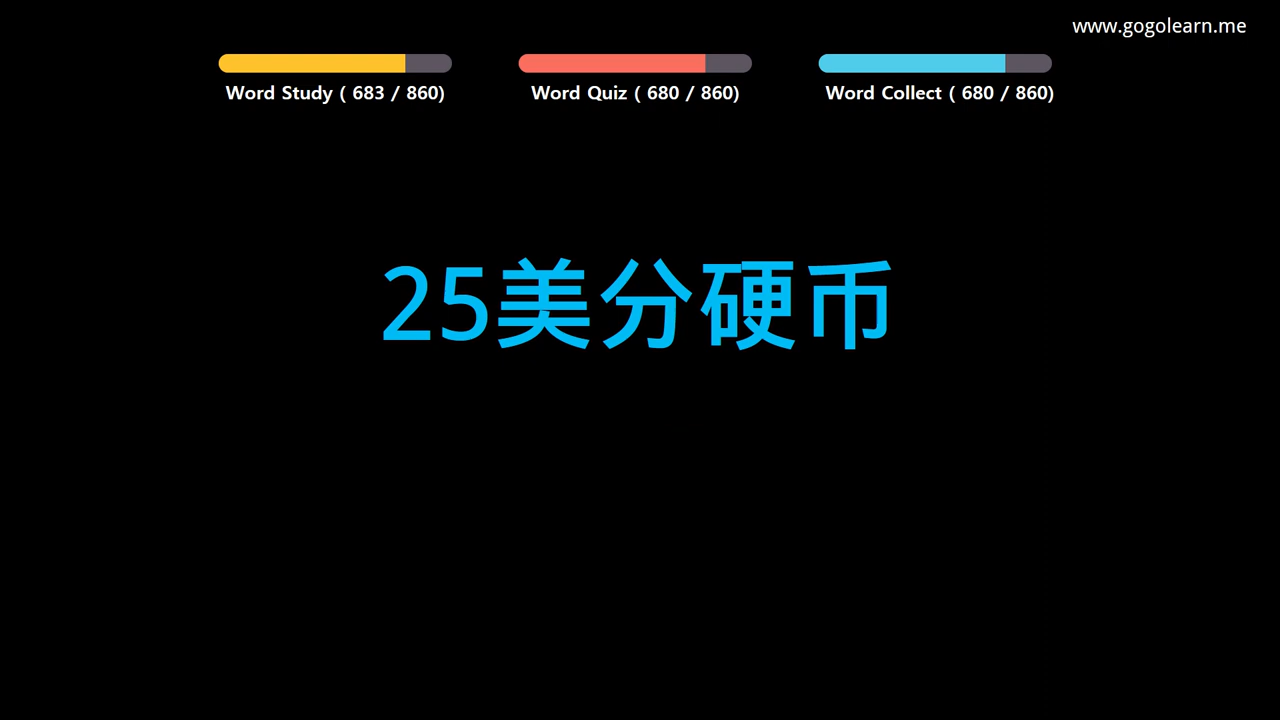 www.gogolearn.me
Word Study ( 683 / 860)
Word Quiz ( 680 / 860)
Word Collect ( 680 / 860)
25美分硬币